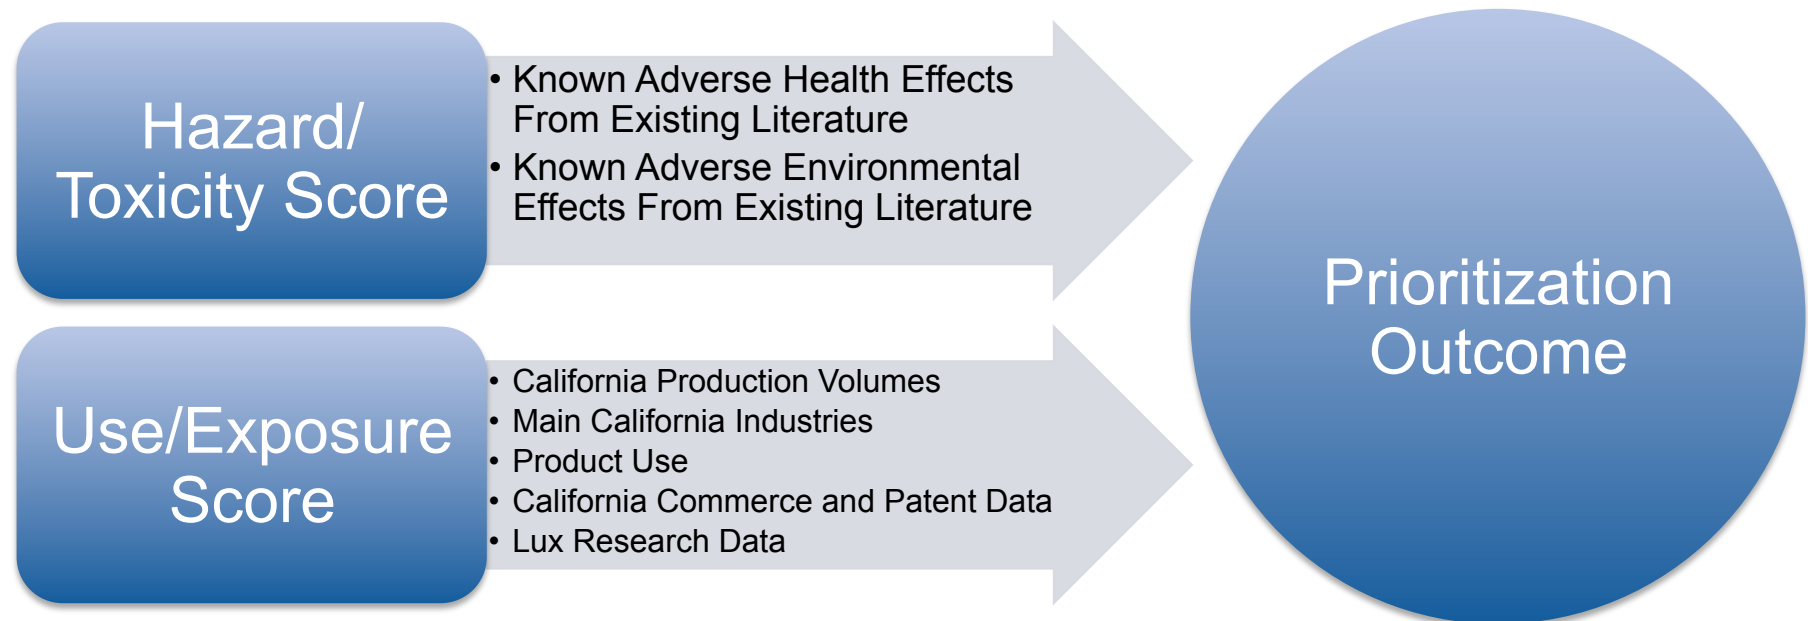 Hazard/
Toxicity Score
• Known Adverse Health Effects
From Existing Literature
• Known Adverse Environmental
Effects From Existing Literature
Use/Exposure
Score
• California Production Volumes
• Main California Industries
• Product Use
• California Commerce and Patent Data
• Lux Research Data
Prioritization
Outcome